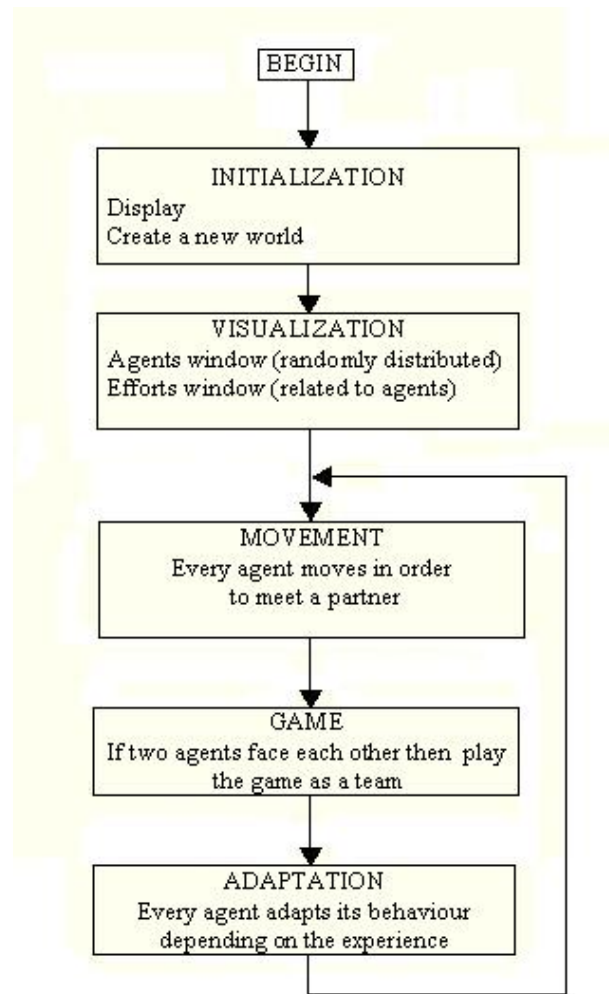 BEGIN
INITIALIZATION
Display
Create a new world
VISUALIZATION
Agents window (randomly distributed)
Efforts window (related to agents)
MOVEMENT
Every agent moves in order
to meet a partner
GAME
If two agents face each other then play
the game as a team
ADAPTATION
Every agent adapts its behaviour
depending on the experience